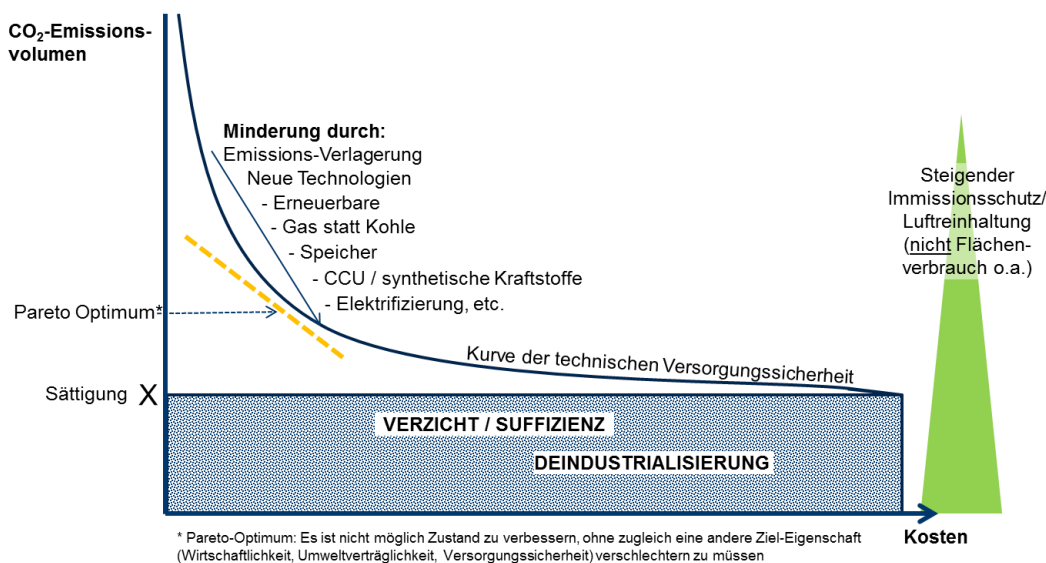 CO₂-Emissions-
volumen
Minderung durch:
Emissions-Verlagerung
Neue Technologien
- Erneuerbare
- Gas statt Kohle
- Speicher
- CCU / synthetische Kraftstoffe
- Elektrifizierung, etc.
Steigender
Immissionsschutz/
Luftreinhaltung
(nicht Flächen-
verbrauch o.a.)
Pareto Optimum*
Kurve der technischen Versorgungssicherheit
Sättigung X
VERZICHT / SUFFIZIENZ
DEINDUSTRIALISIERUNG
Kosten
* Pareto-Optimum: Es ist nicht möglich Zustand zu verbessern, ohne zugleich eine andere Ziel-Eigenschaft
(Wirtschaftlichkeit, Umweltverträglichkeit, Versorgungssicherheit) verschlechtern zu müssen